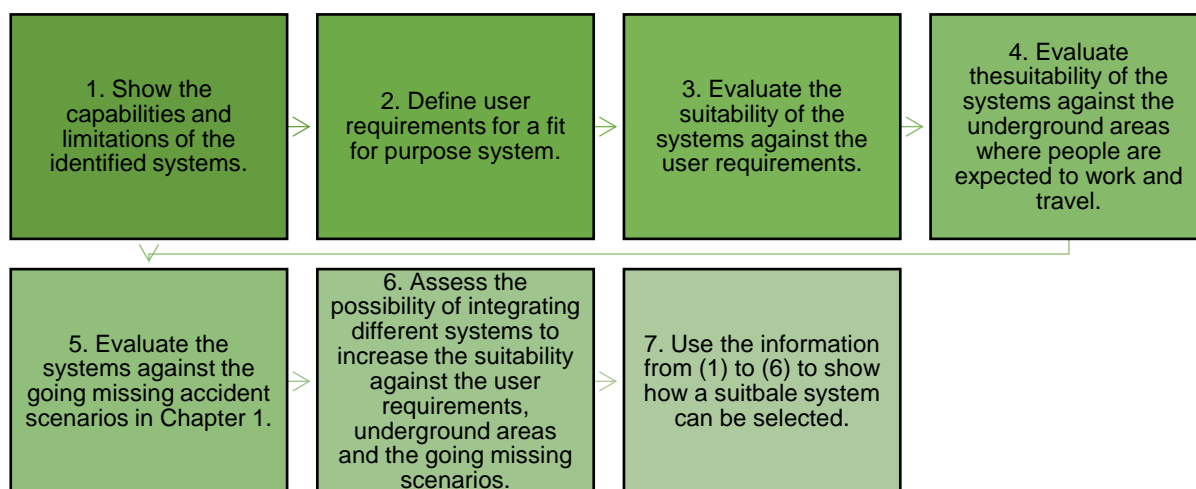 1. Show the
capabilities and
limitations of the
identified systems.
2. Define user
requirements for a fit
for purpose system.
3. Evaluate the
suitability of the
systems against the
user requirements.
4. Evaluate
thesuitability of the
systems against the
underground areas
where people are
expected to work and
travel.
5. Evaluate the
systems against the
going missing accident
scenarios in Chapter 1.
6. Assess the
possibility of integrating
different systems to
increase the suitability
against the user
requirements,
underground areas
and the going missing
scenarios.
7. Use the information
from (1) to (6) to show
how a suitbale system
can be selected.